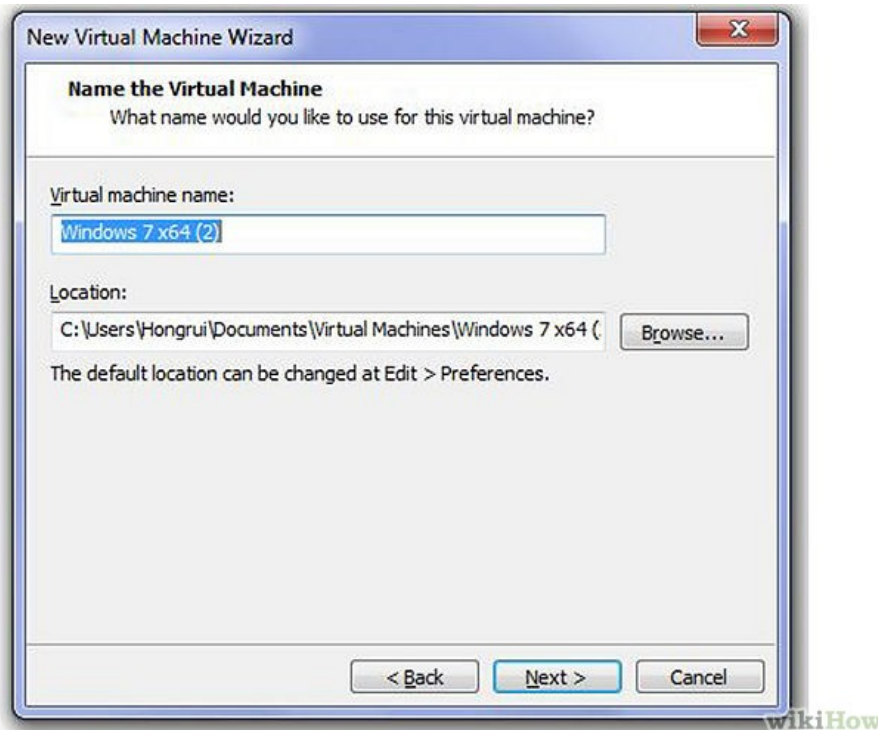 New Virtual Machine Wizard
Name the Virtual Machine
What name would you like to use for this virtual machine?
Virtual machine name:
Windows 7 x64 (2)
Location:
C:\Users\Hongrui\Documents\Virtual Machines\Windows 7 x64 (
Browse...
The default location can be changed at Edit > Preferences.
< Back Next > Cancel
wikiHow